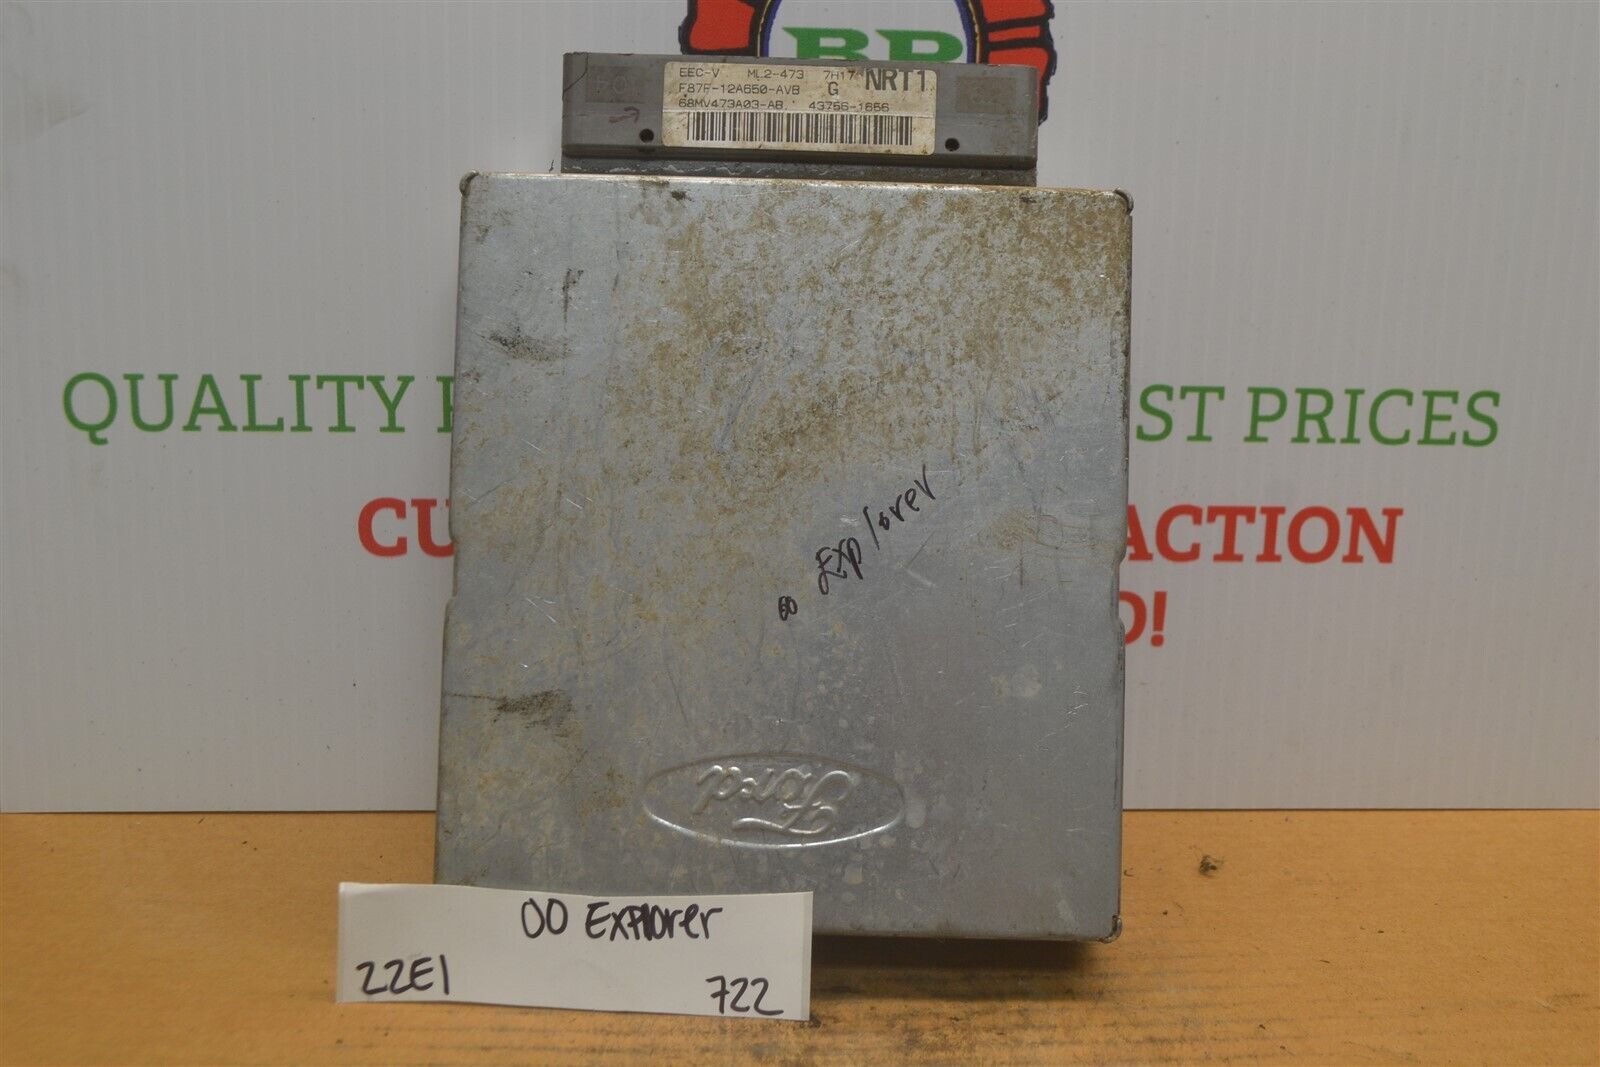 BP
EEC-V ML2-473 7H17 NRT1
F87F-12A650-AVB G
68MV473A03-AB. 43756-1656
QUALITY ST PRICES
CU ACTION
O!
00 Explorer
Ford
00 Explorer
22E1 722